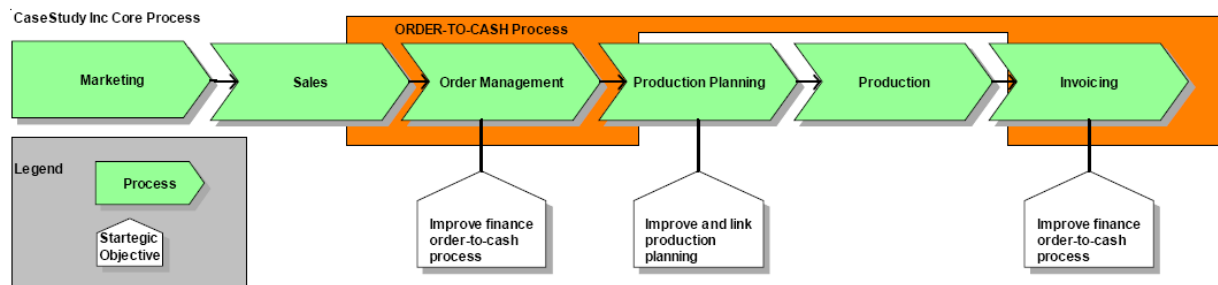 CaseStudy Inc Core Process
ORDER-TO-CASH Process
Marketing
Sales
Order Management
Production Planning
Production
Invoicing
Legend
Process
Startegic
Objective
Improve finance
order-to-cash
process
Improve and link
production
planning
Improve finance
order-to-cash
process